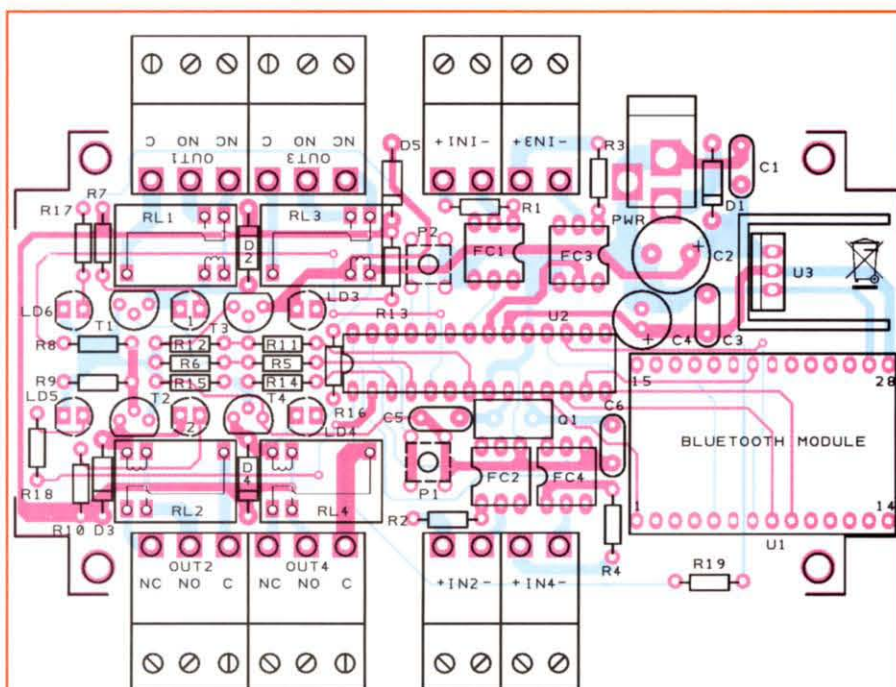 C NO NC
OUT1
C NO NC
OUT3
D5
+IN1-
+IN3-
R3
C1
R17
R7
RL1
D2
RL3
P2
R1
FC1
FC3
PWR
C2
+
D1
U3
LD6
T1
1
T3
LD3
R13
U2
+
C4
C3
R8
R12
R11
R6
R5
R9
R15
R14
15
28
LD5
T2
2
T4
LD4
R16
C5
Q1
C6
BLUETOOTH MODULE
R18
R10
D3
RL2
D4
RL4
P1
FC2
FC4
R2
R4
1
14
U1
R19
OUT2
NC NO C
OUT4
NC NO C
+IN2-
+IN4-